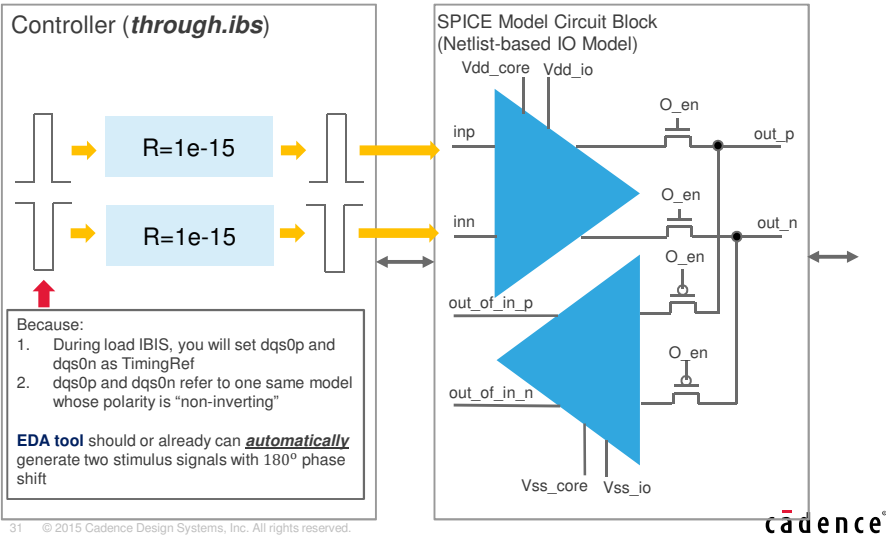 Controller (through.ibs)
R=1e-15
R=1e-15
Because:
1. During load IBIS, you will set dqs0p and
dqs0n as TimingRef
2. dqs0p and dqs0n refer to one same model
whose polarity is “non-inverting”
EDA tool should or already can automatically
generate two stimulus signals with 180° phase
shift
SPICE Model Circuit Block
(Netlist-based IO Model)
Vdd_core Vdd_io
O_en
inp
out_p
O_en
inn
out_n
O_en
out_of_in_p
O_en
out_of_in_n
Vss_core Vss_io
31 © 2015 Cadence Design Systems, Inc. All rights reserved.
cādence®